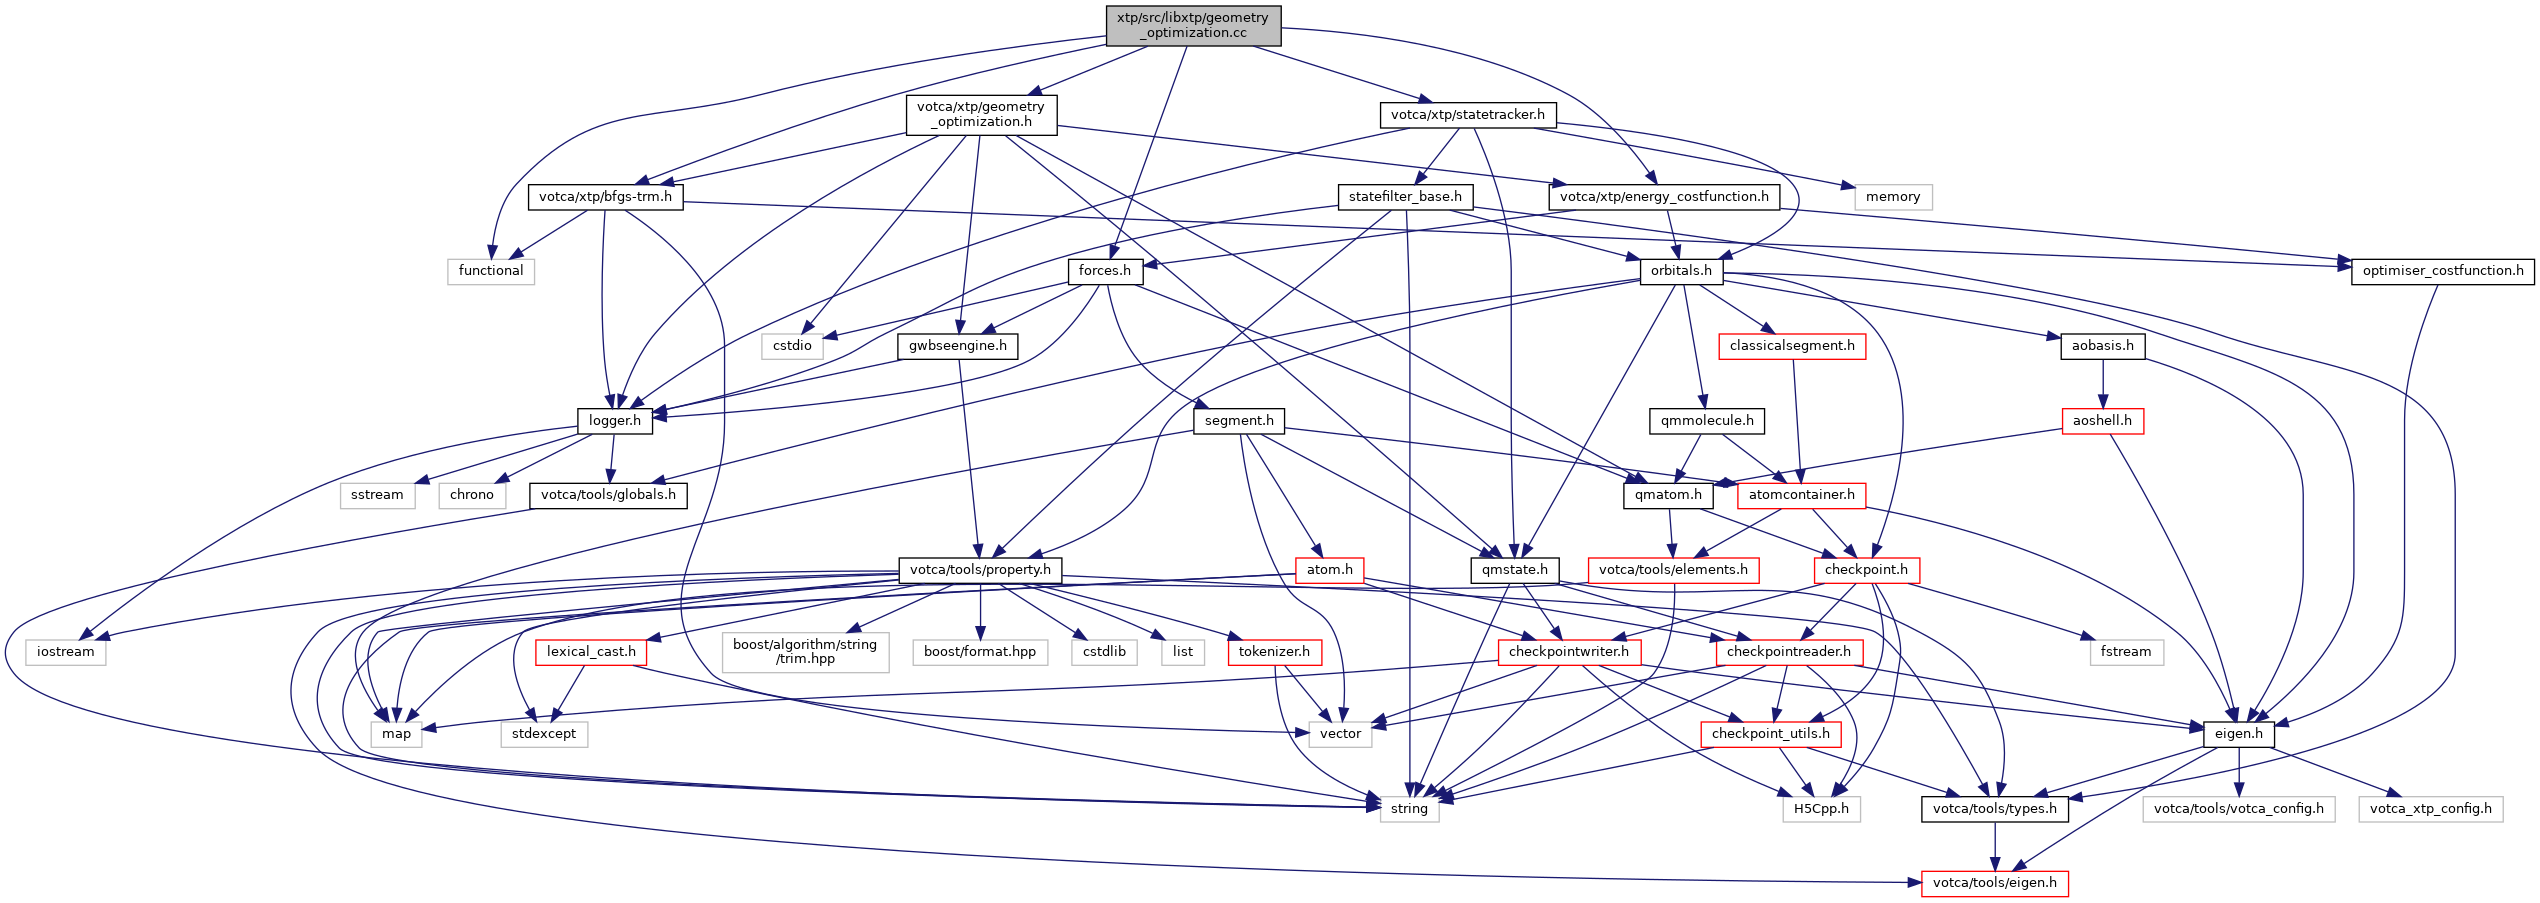 xtp/src/libxtp/geometry
_optimization.cc
votca/xtp/geometry
_optimization.h
votca/xtp/statetracker.h
votca/xtp/bfgs-trm.h
statefilter_base.h
votca/xtp/energy_costfunction.h
memory
functional
forces.h
orbitals.h
optimiser_costfunction.h
cstdio
gwbseengine.h
classicalsegment.h
aobasis.h
logger.h
segment.h
qmmolecule.h
aoshell.h
sstream
chrono
votca/tools/globals.h
qmatom.h
atomcontainer.h
votca/tools/property.h
atom.h
qmstate.h
votca/tools/elements.h
checkpoint.h
iostream
lexical_cast.h
boost/algorithm/string
/trim.hpp
boost/format.hpp
cstdlib
list
tokenizer.h
checkpointwriter.h
checkpointreader.h
fstream
map
stdexcept
vector
checkpoint_utils.h
eigen.h
string
H5Cpp.h
votca/tools/types.h
votca/tools/votca_config.h
votca_xtp_config.h
votca/tools/eigen.h